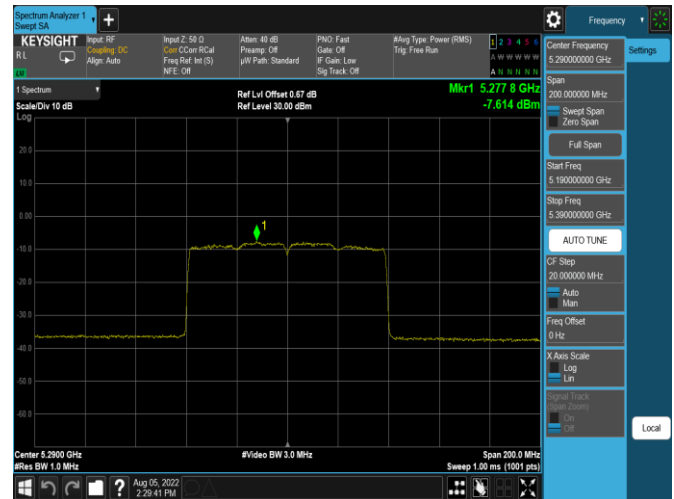 Spectrum Analyzer 1
Swept SA
Frequency
KEYSIGHT
RL
LXI
Input: RF
Coupling: DC
Align: Auto
Input Z: 50 Ω
Corr CCorr RCal
Freq Ref: Int (S)
NFE: Off
Atten: 40 dB
Preamp: Off
µW Path: Standard
PNO: Fast
Gate: Off
IF Gain: Low
Sig Track: Off
#Avg Type: Power (RMS)
Trig: Free Run
1 2 3 4 5 6
A W W W W W
A N N N N N
1 Spectrum
Scale/Div 10 dB
Ref Lvl Offset 0.67 dB
Ref Level 30.00 dBm
Mkr1 5.277 8 GHz
-7.614 dBm
Log
20.0
10.0
0.00
-10.0
-20.0
-30.0
-40.0
-50.0
-60.0
1
Center 5.2900 GHz
#Res BW 1.0 MHz
#Video BW 3.0 MHz
Span 200.0 MHz
Sweep 1.00 ms (1001 pts)
Center Frequency
5.290000000 GHz
Settings
Span
200.000000 MHz
Swept Span
Zero Span
Full Span
Start Freq
5.190000000 GHz
Stop Freq
5.390000000 GHz
AUTO TUNE
CF Step
20.000000 MHz
Auto
Man
Freq Offset
0 Hz
X Axis Scale
Log
Lin
Signal Track
(Span Zoom)
On
Off
Local
?
Aug 05, 2022
2:29:41 PM